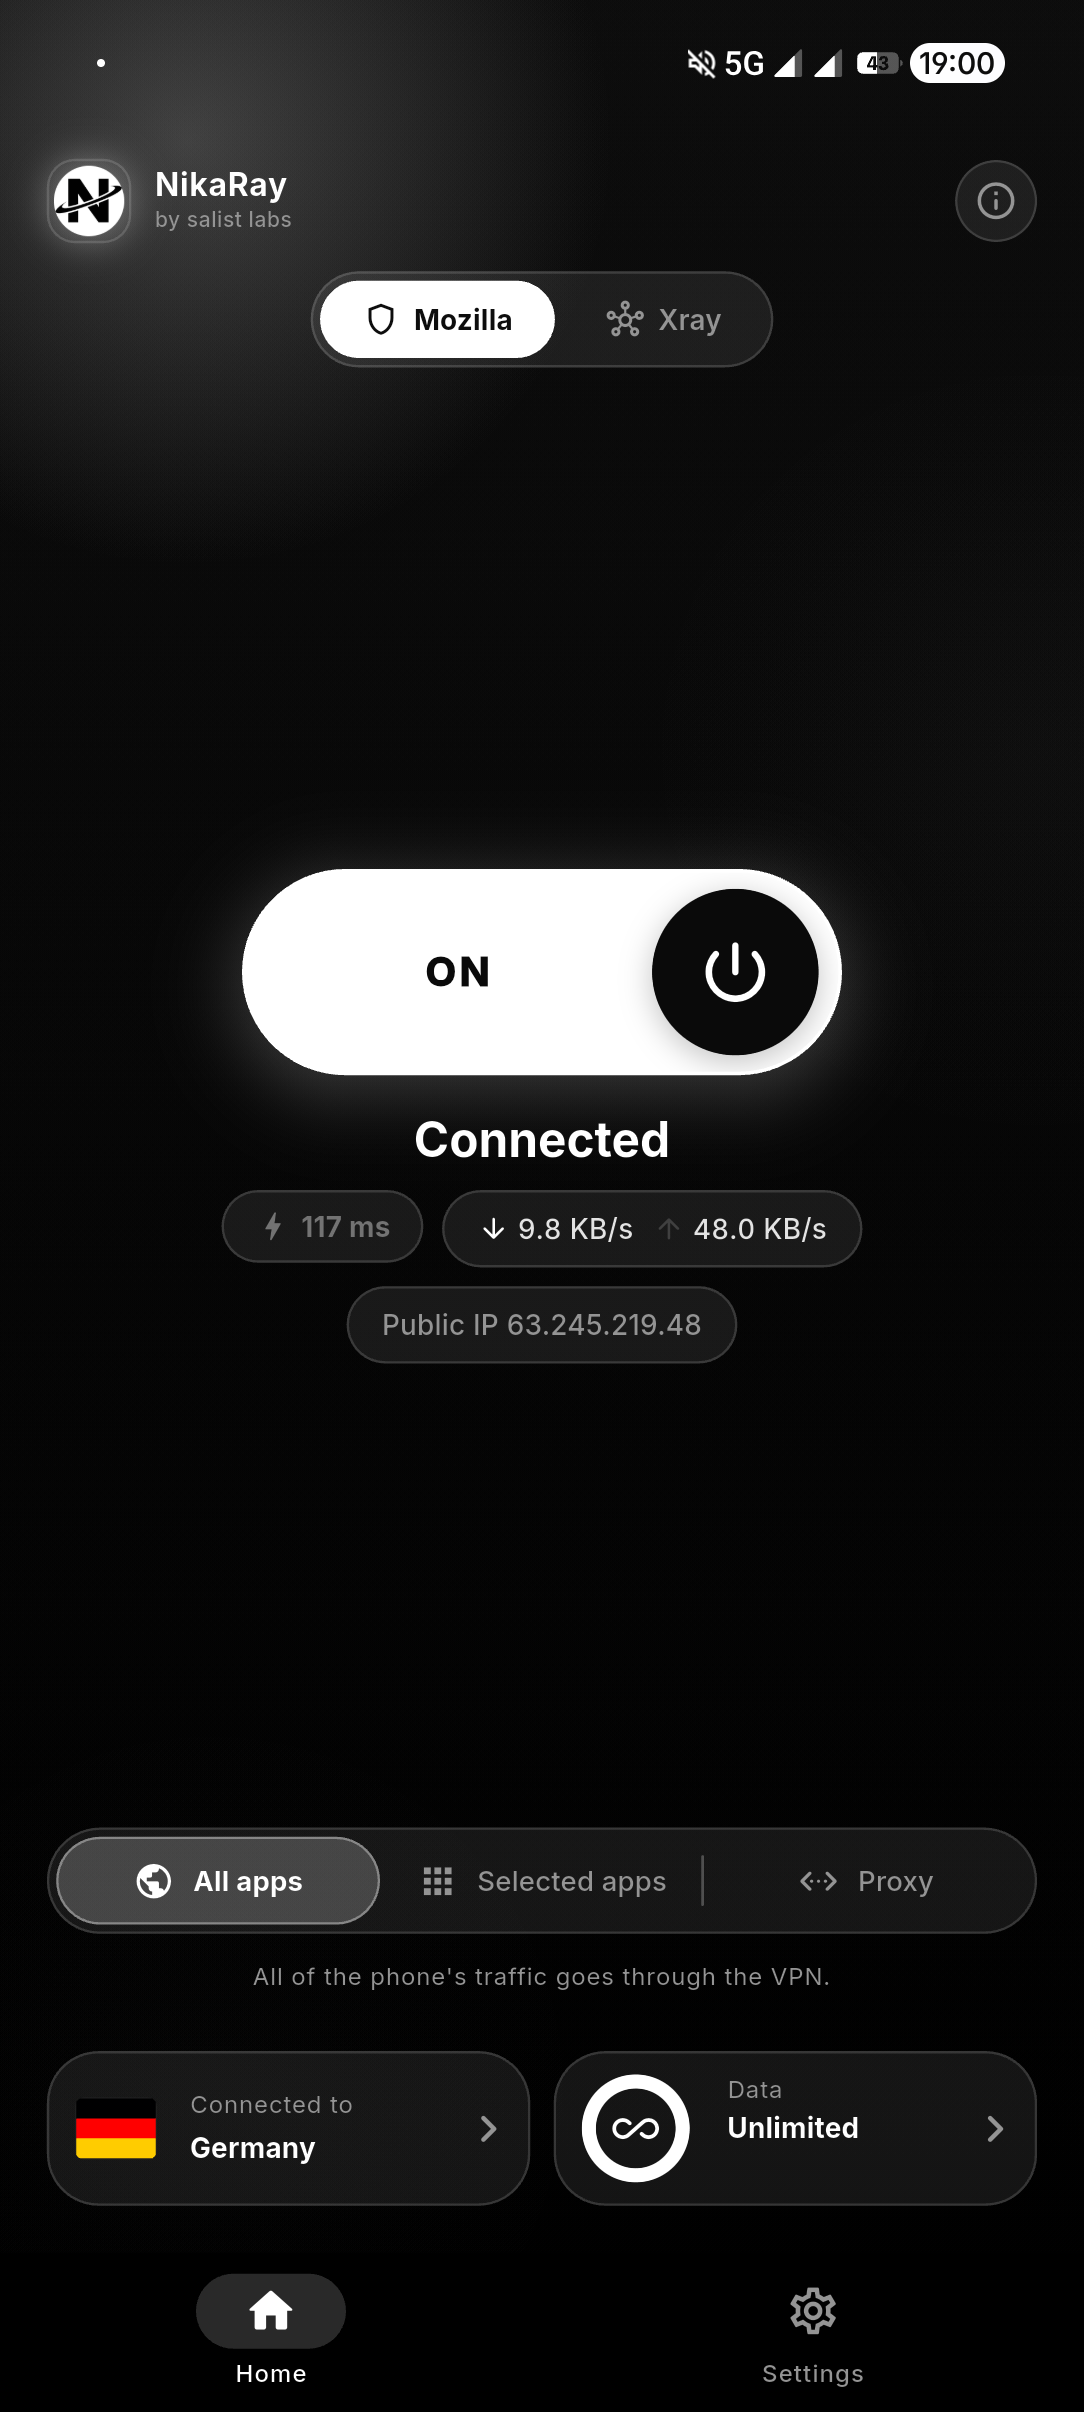 5G 43 19:00
NikaRay
by salist labs
Mozilla Xray
ON
Connected
117 ms 9.8 KB/s 48.0 KB/s
Public IP 63.245.219.48
All apps Selected apps Proxy
All of the phone's traffic goes through the VPN.
Connected to
Germany
Data
Unlimited
Home Settings